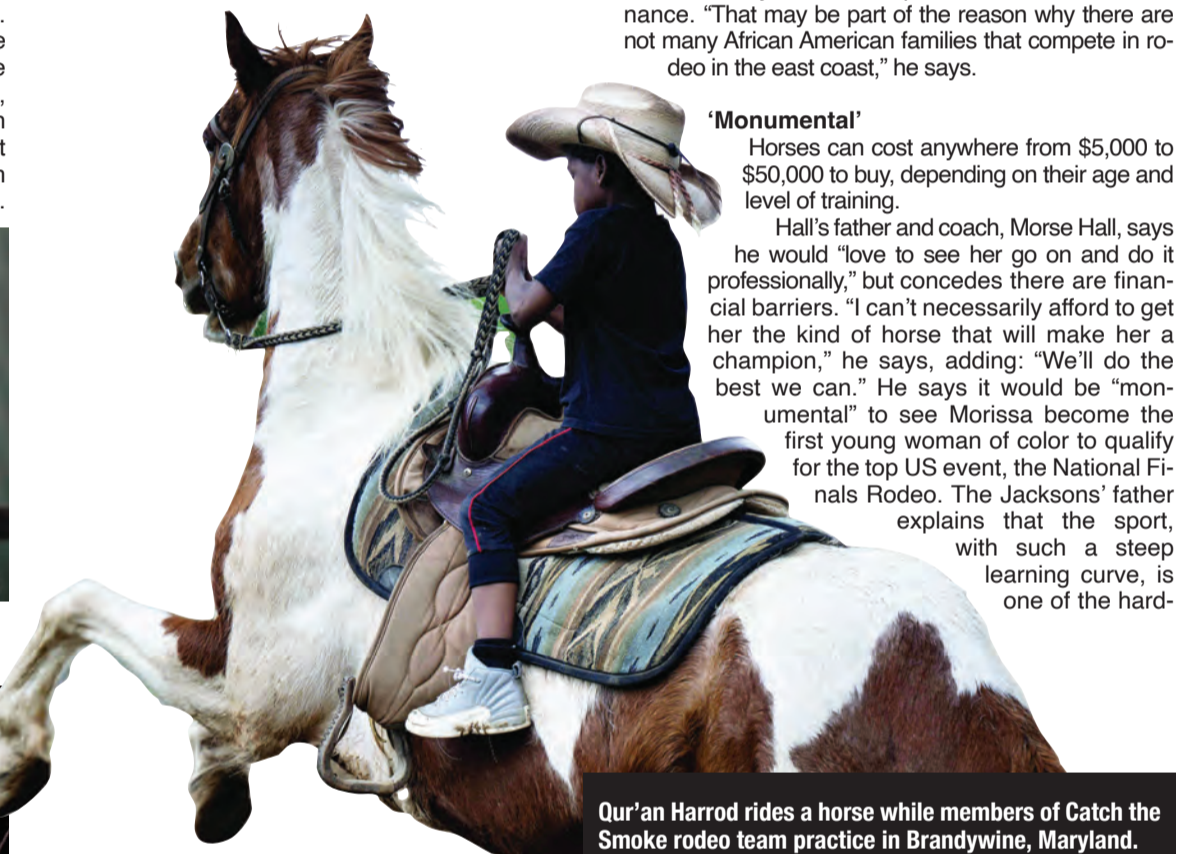 nance. “That may be part of the reason why there are
not many African American families that compete in ro-
deo in the east coast,” he says.
‘Monumental’
Horses can cost anywhere from $5,000 to
$50,000 to buy, depending on their age and
level of training.
Hall’s father and coach, Morse Hall, says
he would “love to see her go on and do it
professionally,” but concedes there are finan-
cial barriers. “I can’t necessarily afford to get
her the kind of horse that will make her a
champion,” he says, adding: “We’ll do the
best we can.” He says it would be “mon-
umental” to see Morissa become the
first young woman of color to qualify
for the top US event, the National Fi-
nals Rodeo. The Jacksons’ father
explains that the sport,
with such a steep
learning curve, is
one of the hard-
Qur’an Harrod rides a horse while members of Catch the
Smoke rodeo team practice in Brandywine, Maryland.